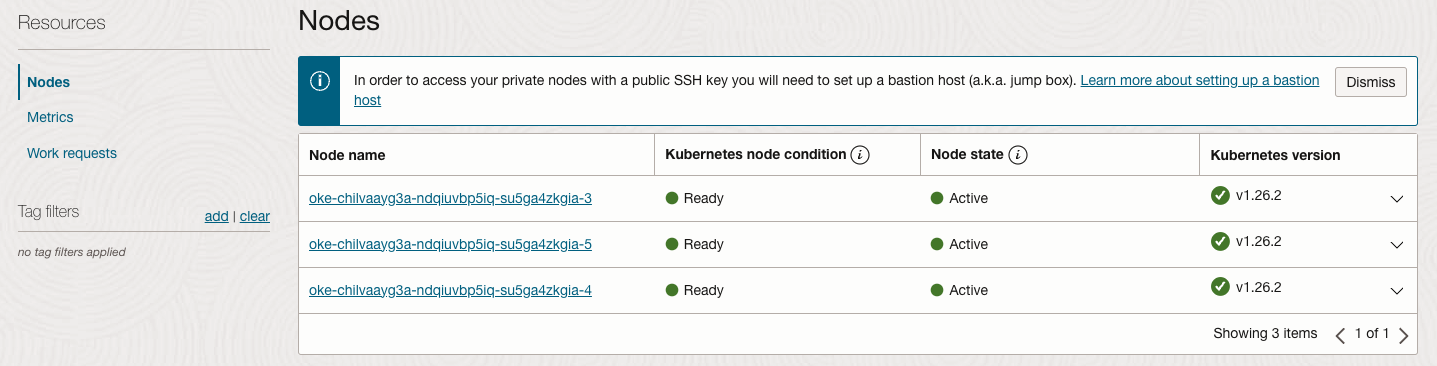 Resources
Nodes
Metrics
Work requests
Tag filters
add | clear
no tag filters applied
Nodes
In order to access your private nodes with a public SSH key you will need to set up a bastion host (a.k.a. jump box). Learn more about setting up a bastion
host
Dismiss
Node name Kubernetes node condition i Node state i Kubernetes version
oke-chilvaayg3a-ndqiuvbp5iq-su5ga4zkgia-3 Ready Active v1.26.2
oke-chilvaayg3a-ndqiuvbp5iq-su5ga4zkgia-5 Ready Active v1.26.2
oke-chilvaayg3a-ndqiuvbp5iq-su5ga4zkgia-4 Ready Active v1.26.2
Showing 3 items < 1 of 1 >